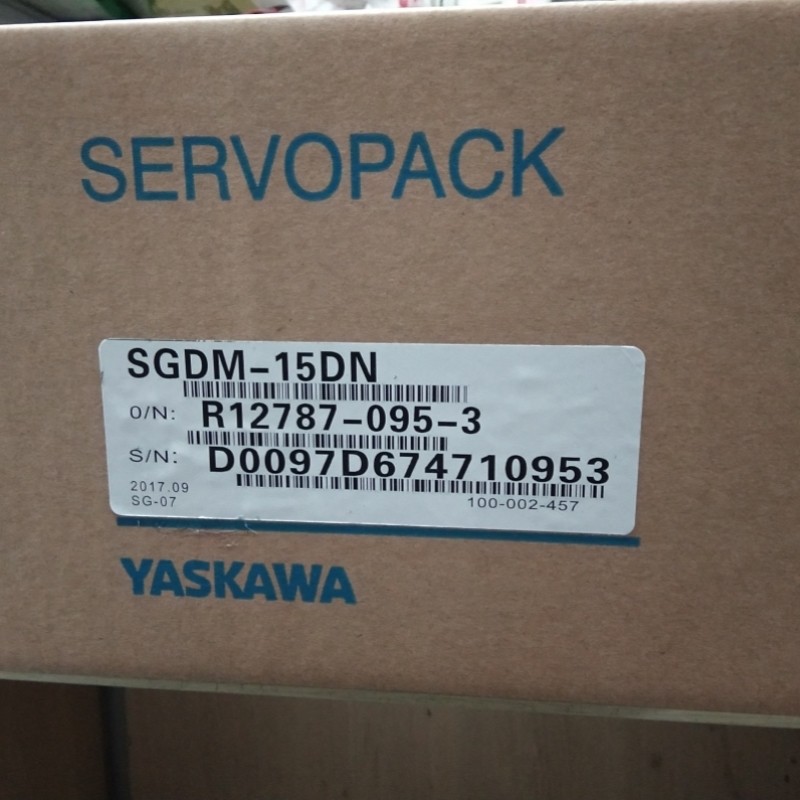 SERVOPACK
SGDM-15DN
O/N: R12787-095-3
S/N: D0097D674710953
2017.09
SG-07 100-002-457
YASKAWA